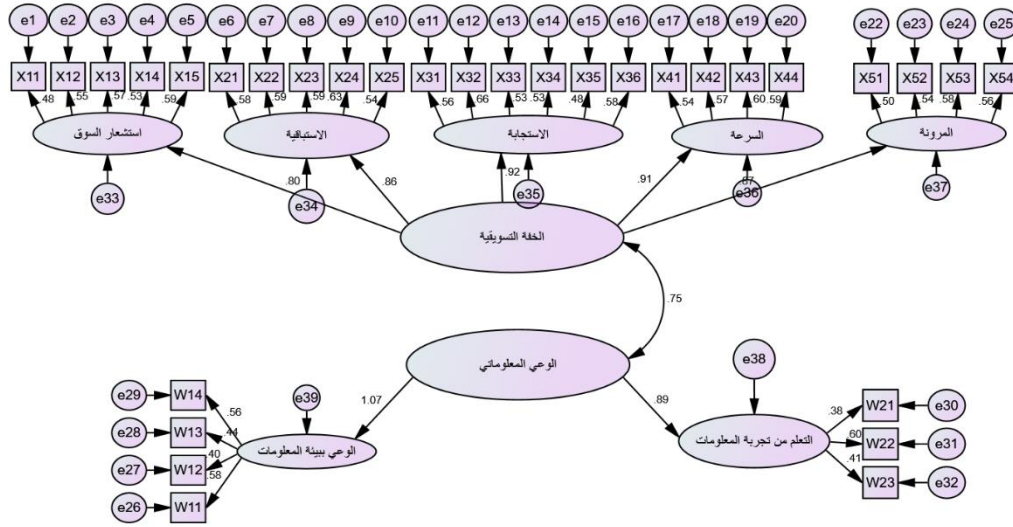 e1 e2 e3 e4 e5 e6 e7 e8 e9 e10 e11 e12 e13 e14 e15 e16 e17 e18 e19 e20 e22 e23 e24 e25
X11 X12 X13 X14 X15 X21 X22 X23 X24 X25 X31 X32 X33 X34 X35 X36 X41 X42 X43 X44 X51 X52 X53 X54
.48 .55 .57 .53 .59 .58 .59 .59 .63 .54 .56 .66 .53 .53 .48 .58 .54 .57 .60 .59 .50 .54 .58 .56
استشعار السوق
الاستباقية
الاستجابة
السرعة
المرونة
e33 e34 e35 e36 e37
.80 .86 .92 .91 .87
الخفة التسويقية
.75
الوعي المعلوماتي
1.07 .89
e39 e38
الوعي ببيئة المعلومات
التعلم من تجربة المعلومات
e29 W14 .56
e28 W13 .44
e27 W12 .40
e26 W11 .58
.38 W21 e30
.60 W22 e31
.41 W23 e32